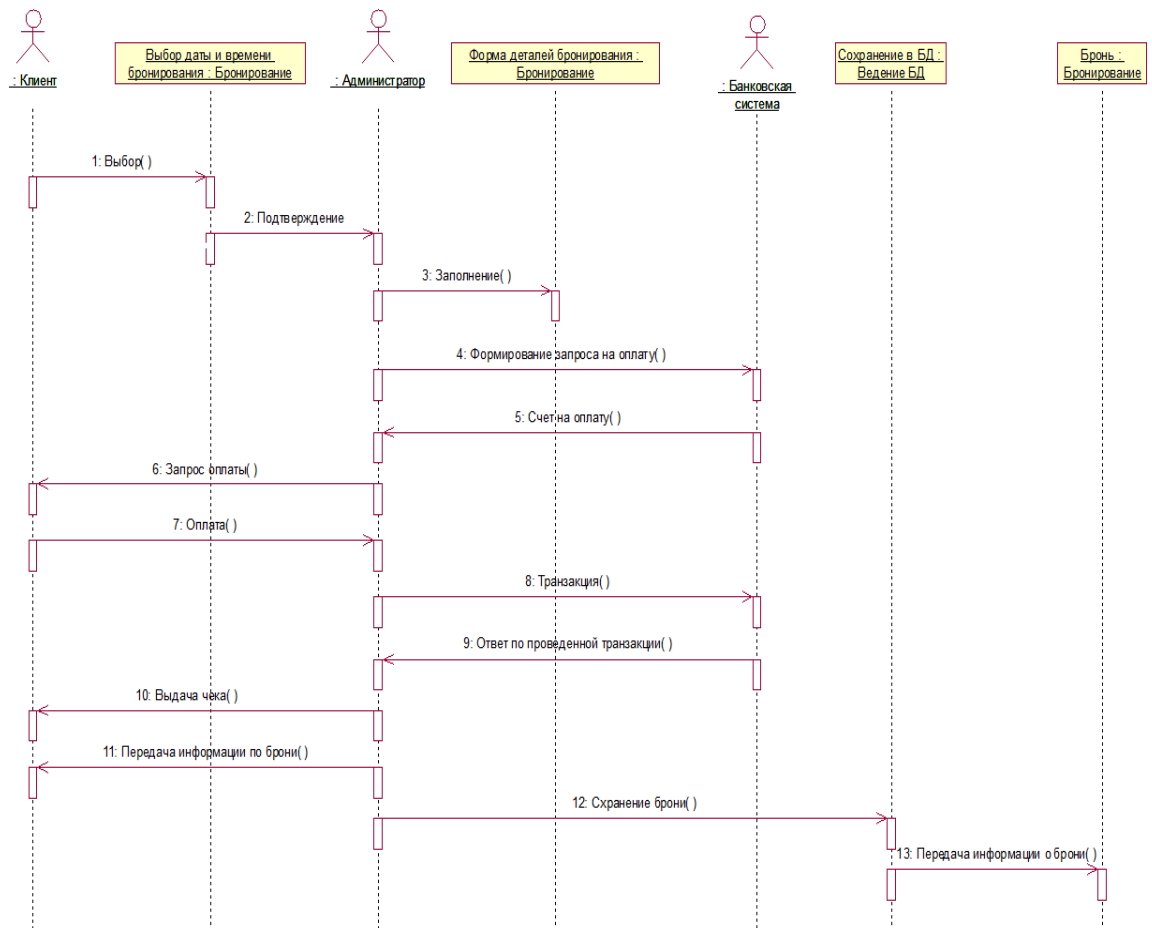 : Клиент
Выбор даты и времени
бронирования : Бронирование
: Администратор
Форма деталей бронирования :
Бронирование
: Банковская
система
Сохранение в БД :
Ведение БД
Бронь :
Бронирование
1: Выбор( )
2: Подтверждение
3: Заполнение( )
4: Формирование запроса на оплату( )
5: Счет на оплату( )
6: Запрос оплаты( )
7: Оплата( )
8: Транзакция( )
9: Ответ по проведенной транзакции( )
10: Выдача чека( )
11: Передача информации по брони( )
12: Схранение брони( )
13: Передача информации о брони( )